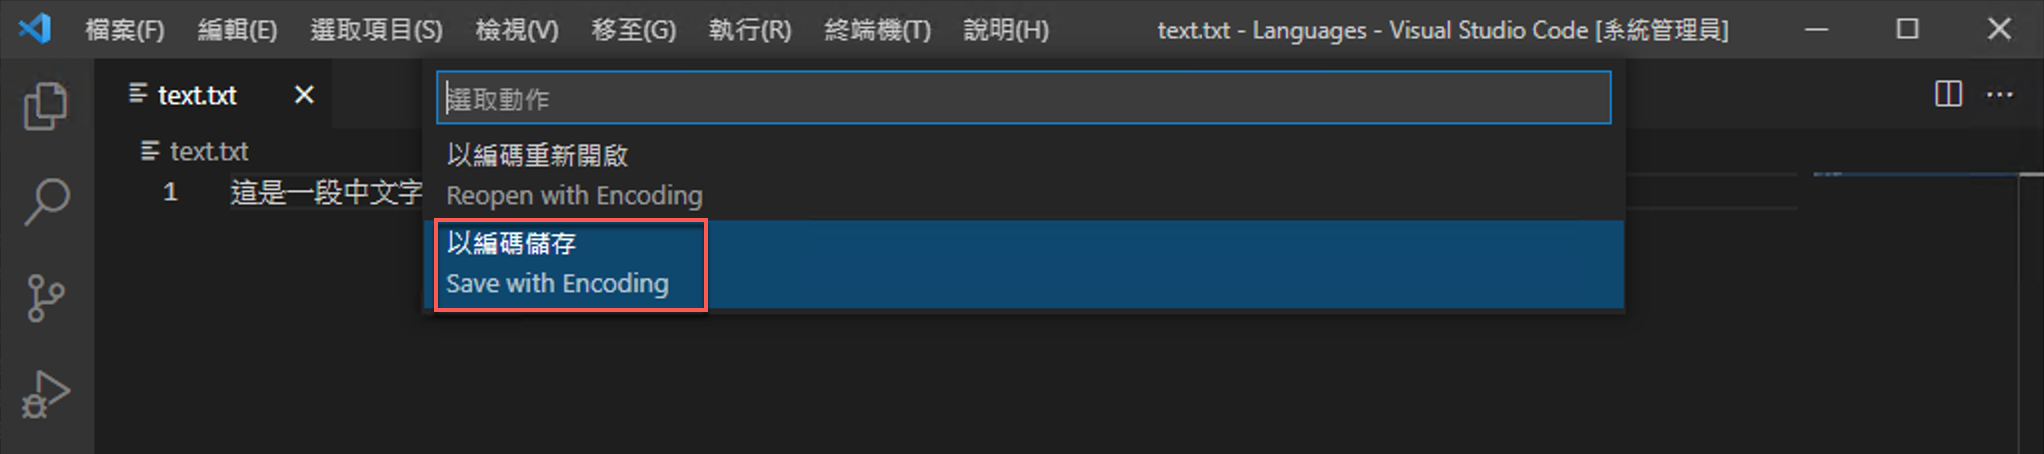 檔案(F) 編輯(E) 選取項目(S) 檢視(V) 移至(G) 執行(R) 終端機(T) 說明(H) text.txt - Languages - Visual Studio Code [系統管理員]
text.txt
選取動作
text.txt
以編碼重新開啟
Reopen with Encoding
1 這是一段中文字
以編碼儲存
Save with Encoding